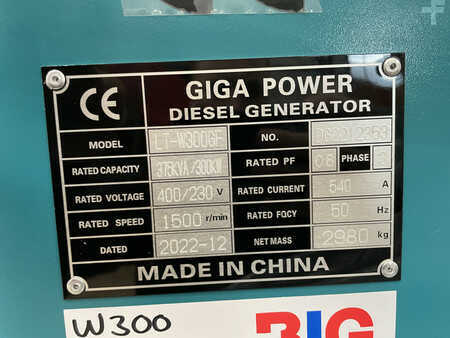 CE
GIGA POWER
DIESEL GENERATOR
MODEL LT-W300GF NO.
RATED CAPACITY 375KVA/300KW RATED PF 0.8 PHASE
RATED VOLTAGE 400/230 V RATED CURRENT 540 A
RATED SPEED 1500 r/min RATED FQCY 50 Hz
DATED 2022-12 NET MASS 2980 kg
MADE IN CHINA
W300
BIG